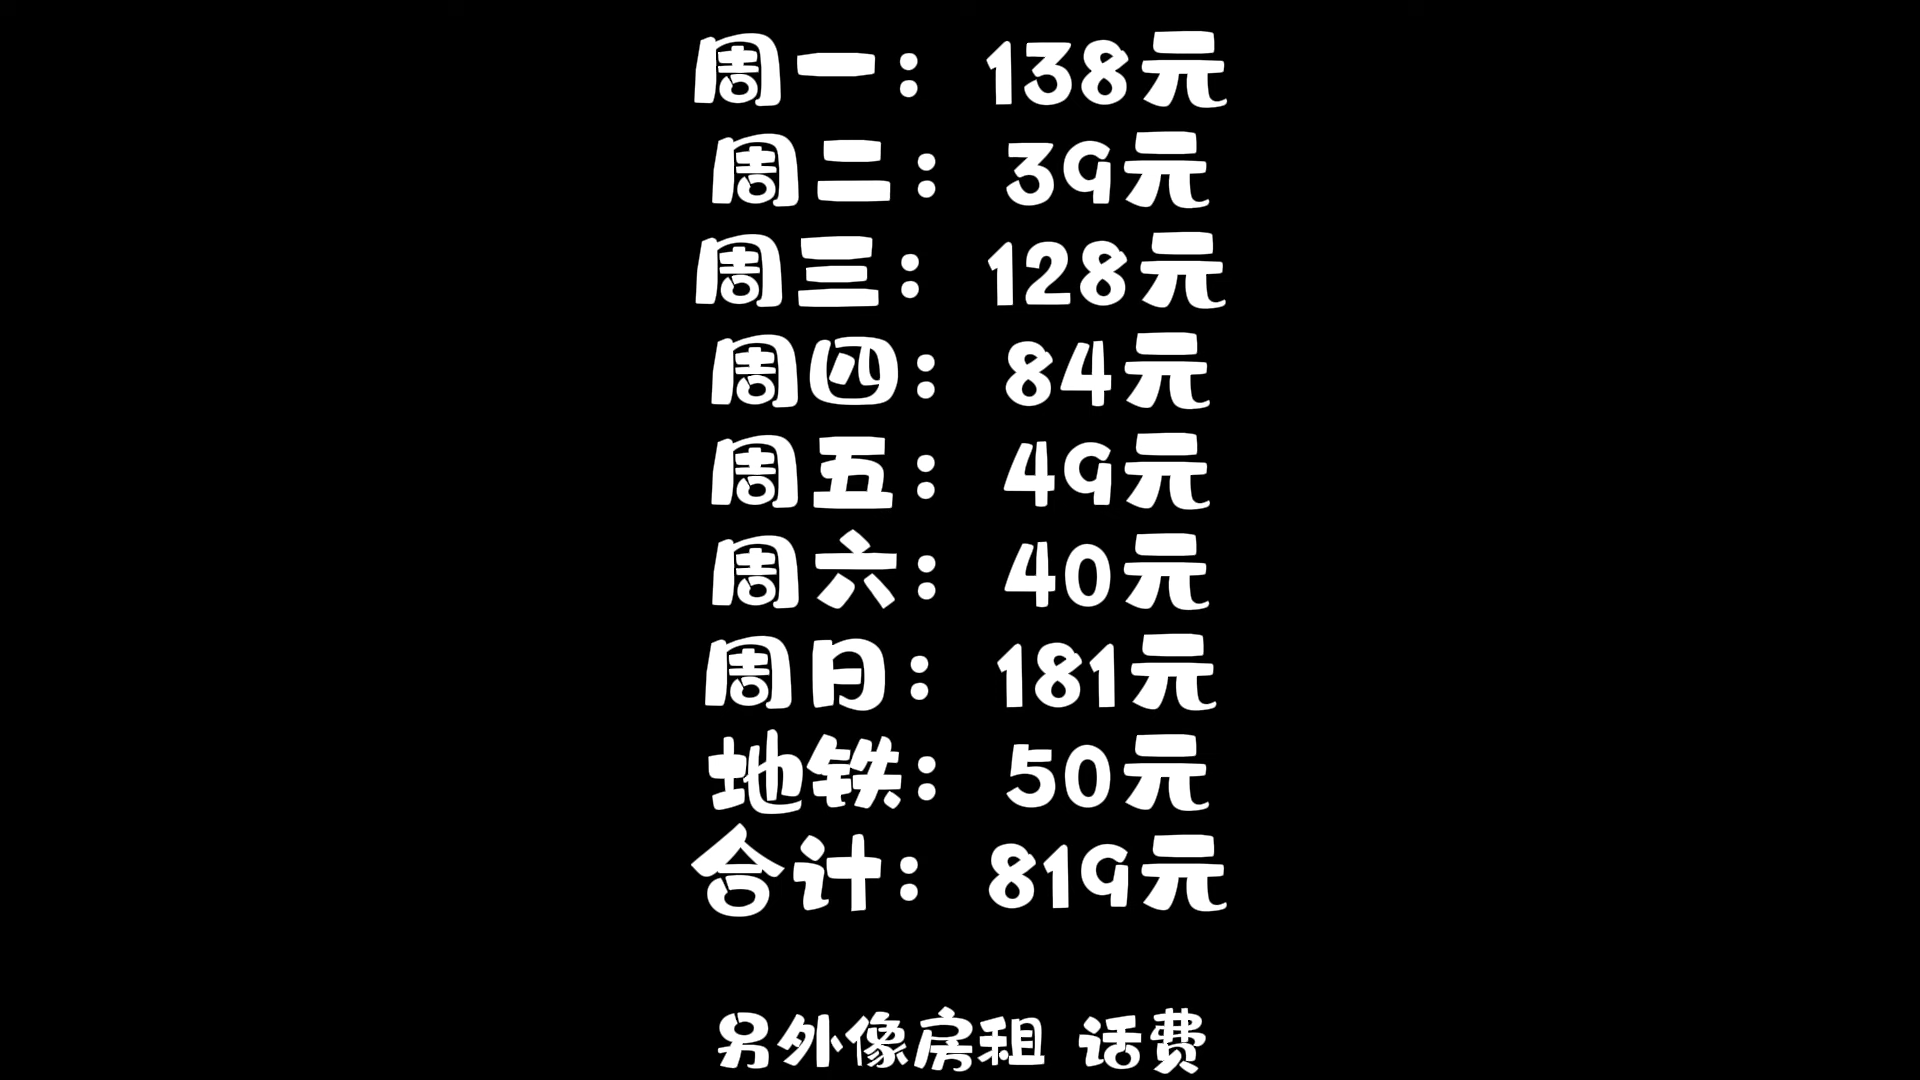 周一：138元
周二：39元
周三：128元
周四：84元
周五：49元
周六：40元
周日：181元
地铁：50元
合计：819元
另外像房租 话费